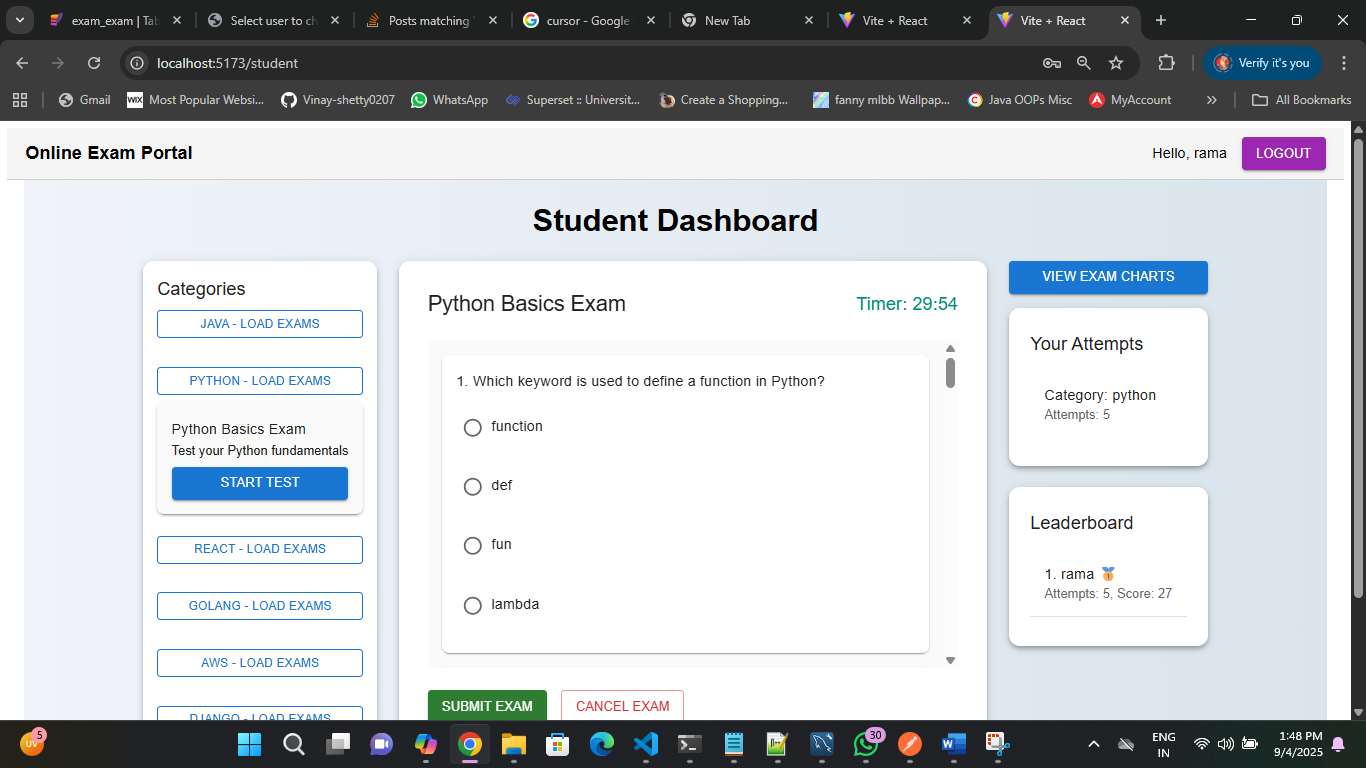 exam_exam | Tab
Select user to ch
Posts matching
cursor - Google
New Tab
Vite + React
Vite + React
localhost:5173/student
Verify it's you
Gmail
WIX
Most Popular Websi...
Vinay-shetty0207
WhatsApp
Superset :: Universit...
Create a Shopping...
fanny mlbb Wallpap...
Java OOPs Misc
MyAccount
All Bookmarks
Online Exam Portal
Hello, rama
LOGOUT
Student Dashboard
Categories
JAVA - LOAD EXAMS
PYTHON - LOAD EXAMS
Python Basics Exam
Test your Python fundamentals
START TEST
REACT - LOAD EXAMS
GOLANG - LOAD EXAMS
AWS - LOAD EXAMS
DJANGO - LOAD EXAMS
Python Basics Exam
Timer: 29:54
1. Which keyword is used to define a function in Python?
function
def
fun
lambda
SUBMIT EXAM
CANCEL EXAM
VIEW EXAM CHARTS
Your Attempts
Category: python
Attempts: 5
Leaderboard
1. rama
Attempts: 5, Score: 27
UV
5
30
ENG
IN
1:48 PM
9/4/2025